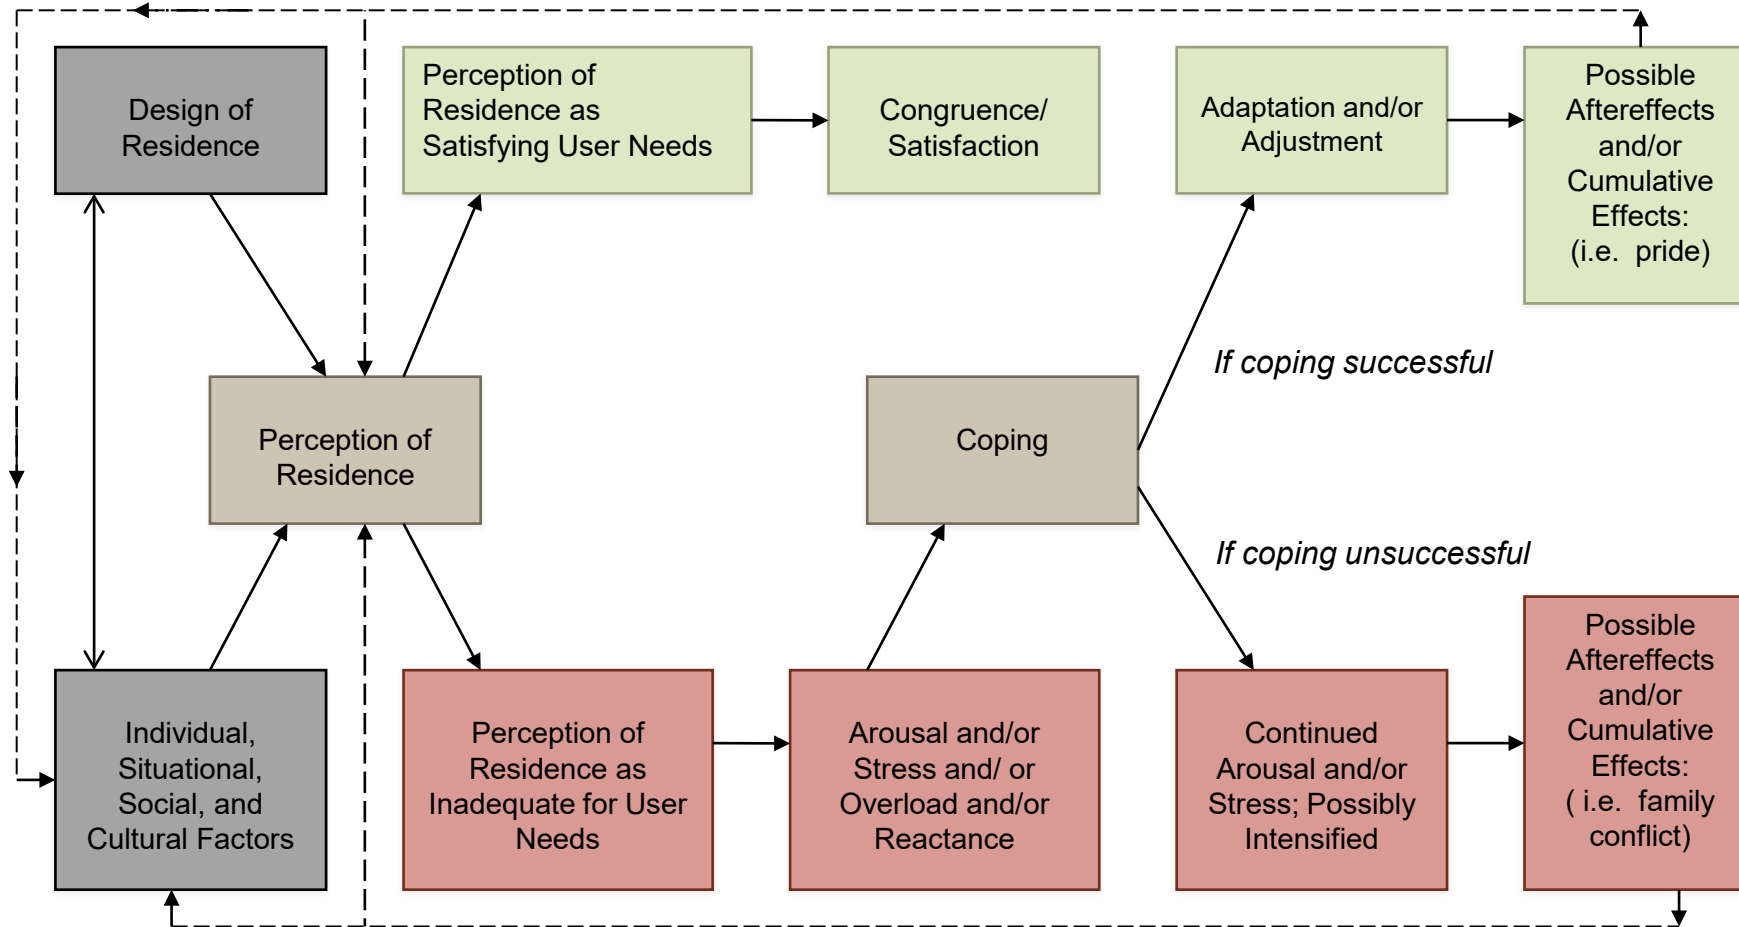 Design of
Residence
Perception of
Residence as
Satisfying User Needs
Congruence/
Satisfaction
Adaptation and/or
Adjustment
Possible
Aftereffects
and/or
Cumulative
Effects:
(i.e. pride)
If coping successful
Perception of
Residence
Coping
If coping unsuccessful
Individual,
Situational,
Social, and
Cultural Factors
Perception of
Residence as
Inadequate for User
Needs
Arousal and/or
Stress and/ or
Overload and/or
Reactance
Continued
Arousal and/or
Stress; Possibly
Intensified
Possible
Aftereffects
and/or
Cumulative
Effects:
( i.e. family
conflict)